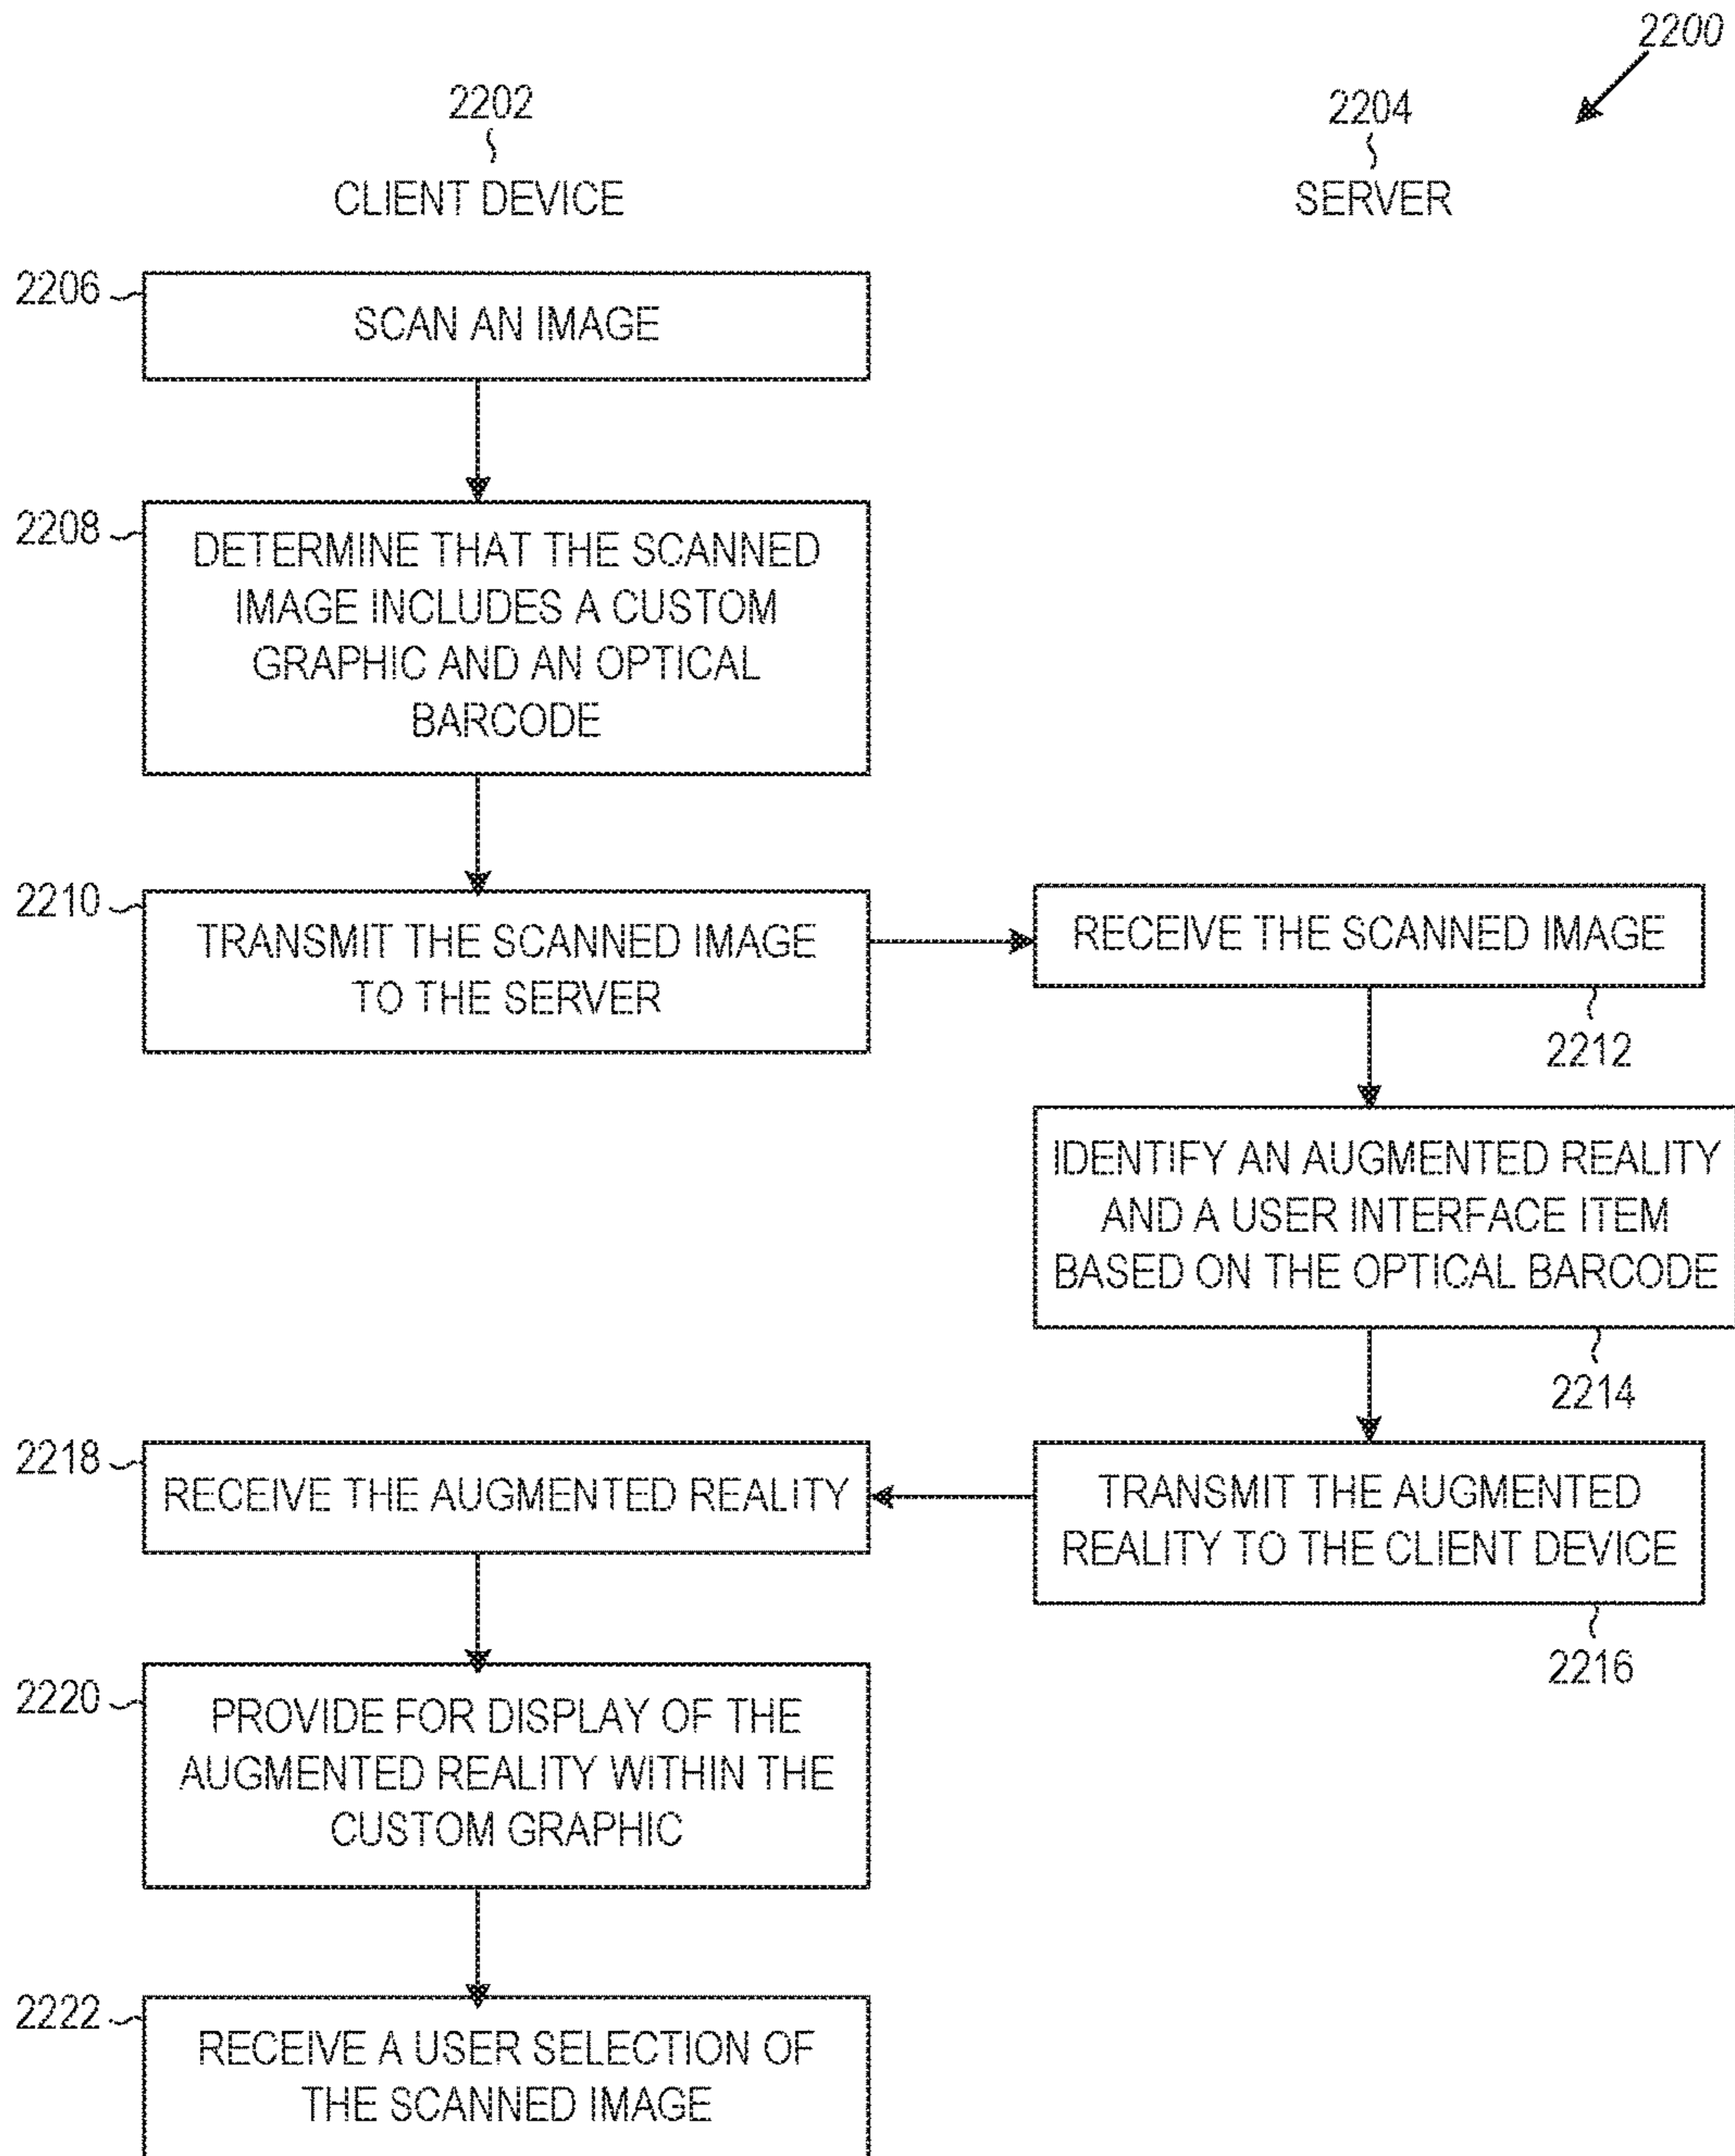 2200
2202
CLIENT DEVICE
2204
SERVER
2206
SCAN AN IMAGE
2208
DETERMINE THAT THE SCANNED
IMAGE INCLUDES A CUSTOM
GRAPHIC AND AN OPTICAL
BARCODE
2210
TRANSMIT THE SCANNED IMAGE
TO THE SERVER
RECEIVE THE SCANNED IMAGE
2212
IDENTIFY AN AUGMENTED REALITY
AND A USER INTERFACE ITEM
BASED ON THE OPTICAL BARCODE
2214
TRANSMIT THE AUGMENTED
REALITY TO THE CLIENT DEVICE
2216
2218
RECEIVE THE AUGMENTED REALITY
2220
PROVIDE FOR DISPLAY OF THE
AUGMENTED REALITY WITHIN THE
CUSTOM GRAPHIC
2222
RECEIVE A USER SELECTION OF
THE SCANNED IMAGE